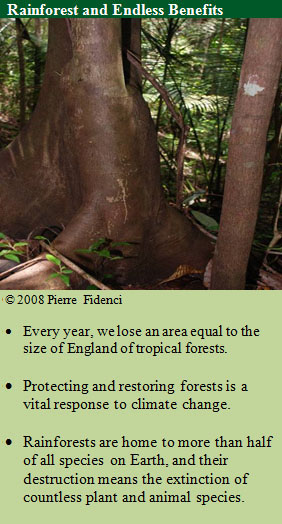 Rainforest and Endless Benefits
© 2008 Pierre Fidenci
• Every year, we lose an area equal to the
size of England of tropical forests.
• Protecting and restoring forests is a
vital response to climate change.
• Rainforests are home to more than half
of all species on Earth, and their
destruction means the extinction of
countless plant and animal species.